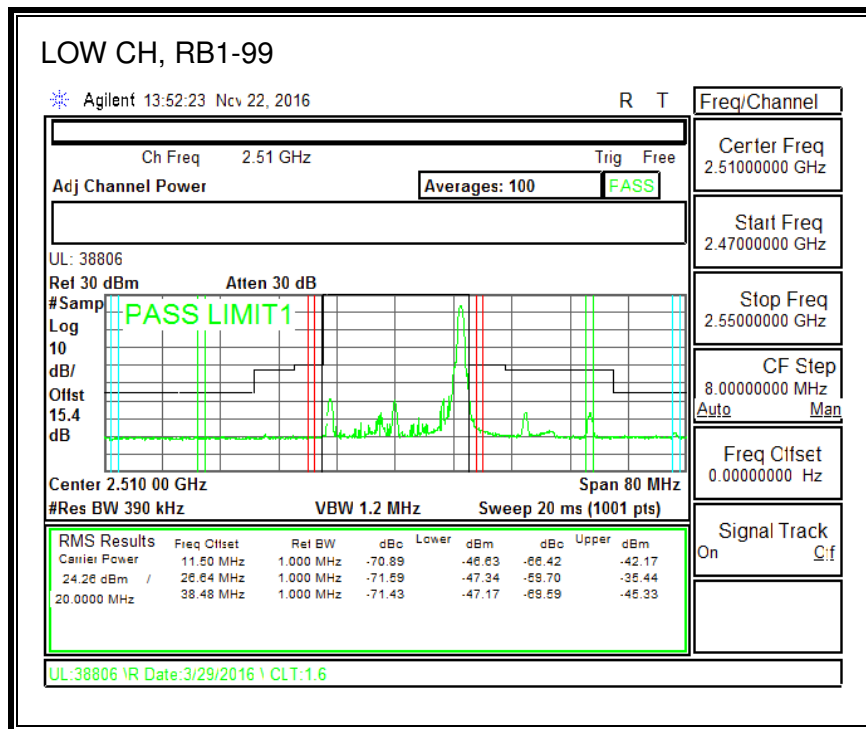 LOW CH, RB1-99
Agilent 13:52:23 Nov 22, 2016 R T
Freq/Channel
Ch Freq 2.51 GHz Trig Free
Adj Channel Power Averages: 100 PASS
UL: 38806
Ref 30 dBm Atten 30 dB
#Samp
Log
10
dB/
Offst
15.4
dB
PASS LIMIT1
Center 2.510 00 GHz Span 80 MHz
#Res BW 390 kHz VBW 1.2 MHz Sweep 20 ms (1001 pts)
RMS Results Freq Offset Ref BW dBc Lower dBm dBc Upper dBm
Carrier Power 11.50 MHz 1.000 MHz -70.89 -46.63 -66.42 -42.17
24.26 dBm / 26.64 MHz 1.000 MHz -71.59 -47.34 -59.70 -35.44
20.0000 MHz 38.48 MHz 1.000 MHz -71.43 -47.17 -69.59 -45.33
UL:38806 \R Date:3/29/2016 \ CLT:1.6
Center Freq
2.51000000 GHz
Start Freq
2.47000000 GHz
Stop Freq
2.55000000 GHz
CF Step
8.00000000 MHz
Auto Man
Freq Offset
0.00000000 Hz
Signal Track
On Off